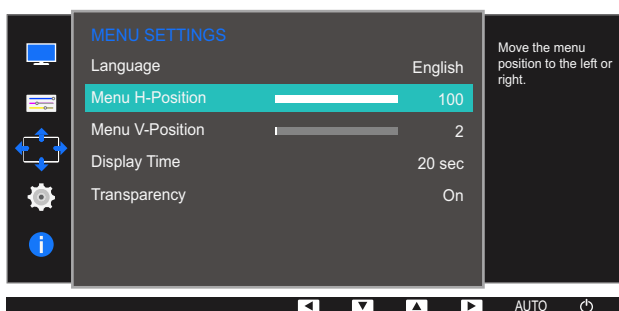 MENU SETTINGS
Language English
Menu H-Position 100
Menu V-Position 2
Display Time 20 sec
Transparency On
Move the menu
position to the left or
right.
AUTO